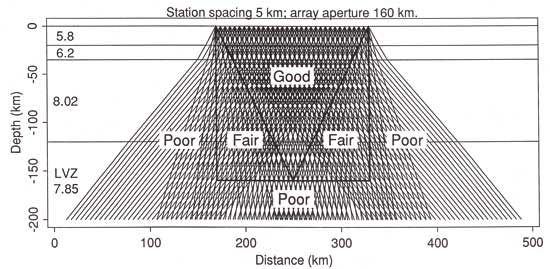 Station spacing 5 km; array aperture 160 km.
0
5.8
6.2
Good
-50
8.02
-100
Poor Fair Fair Poor
-150
LVZ
7.85
Poor
-200
Depth (km)
0 100 200 300 400 500
Distance (km)